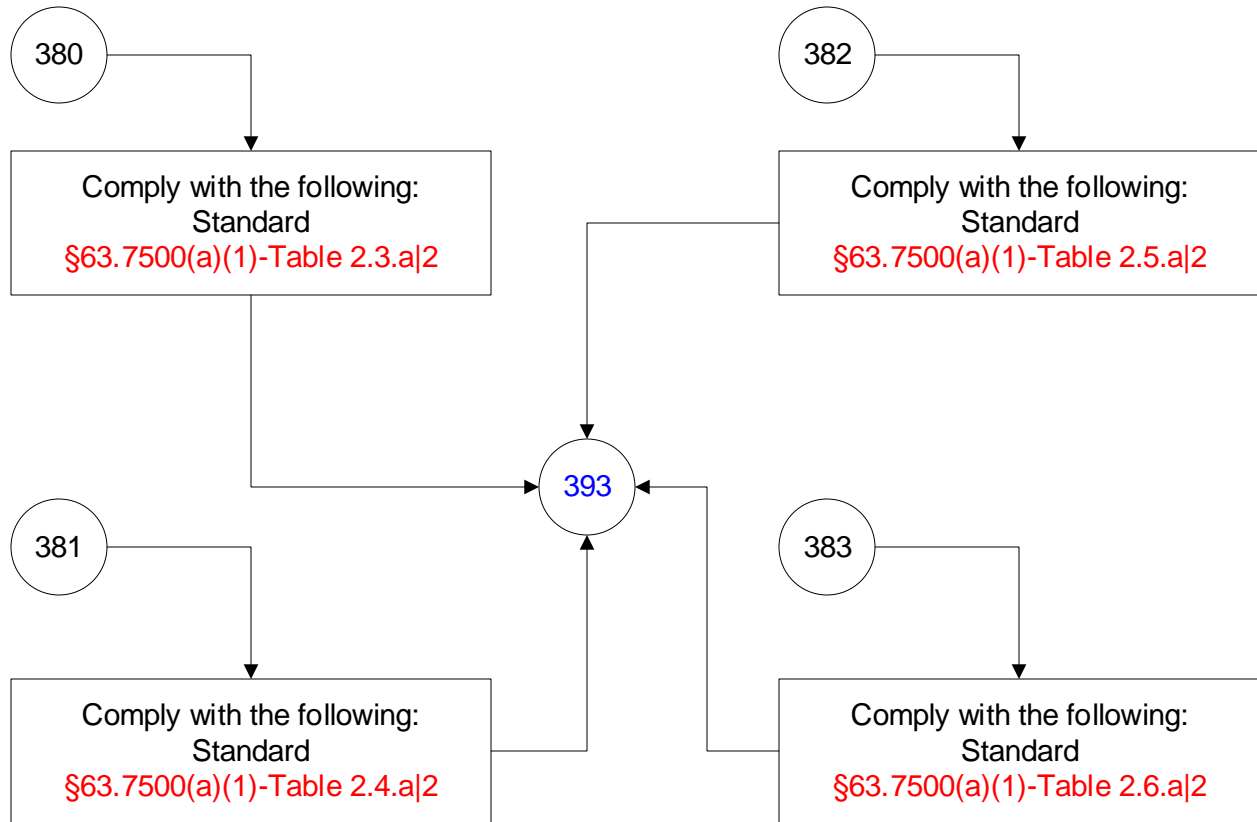 380
Comply with the following:
Standard
§63.7500(a)(1)-Table 2.3.a|2
382
Comply with the following:
Standard
§63.7500(a)(1)-Table 2.5.a|2
393
381
Comply with the following:
Standard
§63.7500(a)(1)-Table 2.4.a|2
383
Comply with the following:
Standard
§63.7500(a)(1)-Table 2.6.a|2